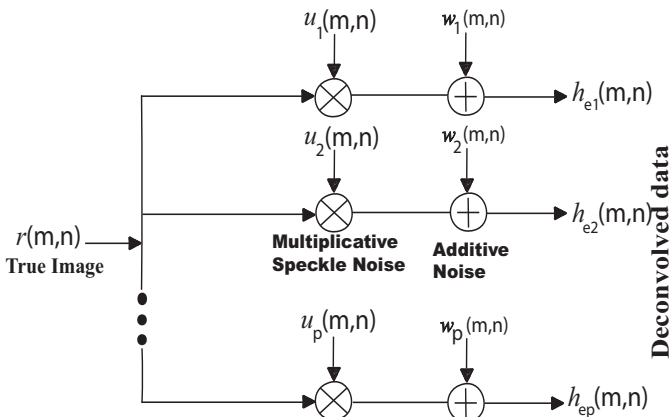 u₁(m,n) w₁(m,n)
hₑ₁(m,n)
u₂(m,n) w₂(m,n)
hₑ₂(m,n)
r(m,n)
True Image
Multiplicative
Speckle Noise
Additive
Noise
Deconvolved data
uₚ(m,n) wₚ(m,n)
hₑₚ(m,n)